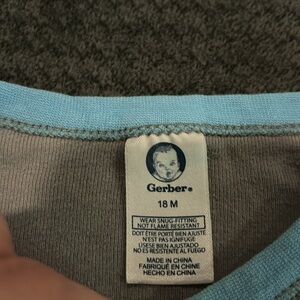 Gerber®
18 M
WEAR SNUG-FITTING
NOT FLAME RESISTANT
DOIT ÊTRE PORTÉ BIEN AJUSTÉ
N'EST PAS IGNIFUGÉ
ÚSESE BIEN AJUSTADO
NO ES RESISTENTE AL FUEGO
MADE IN CHINA
FABRIQUÉ EN CHINE
HECHO EN CHINA